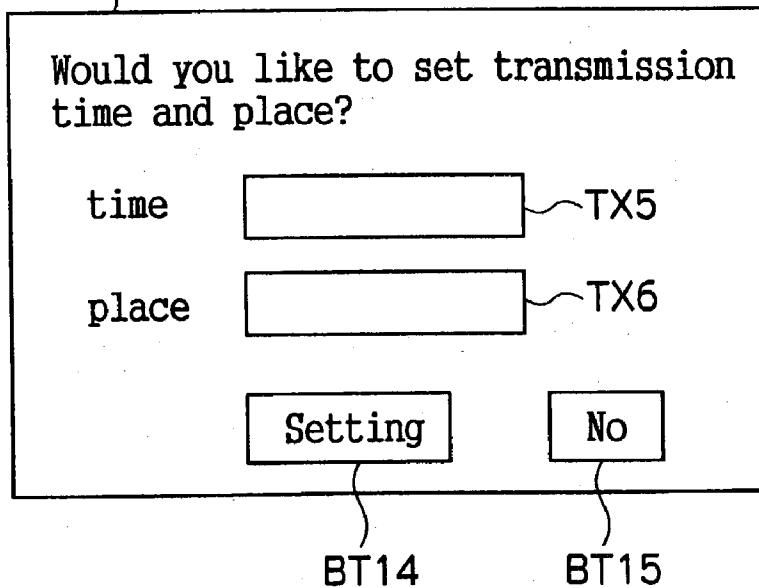 Would you like to set transmission
time and place?
time TX5
place TX6
Setting No
BT14 BT15